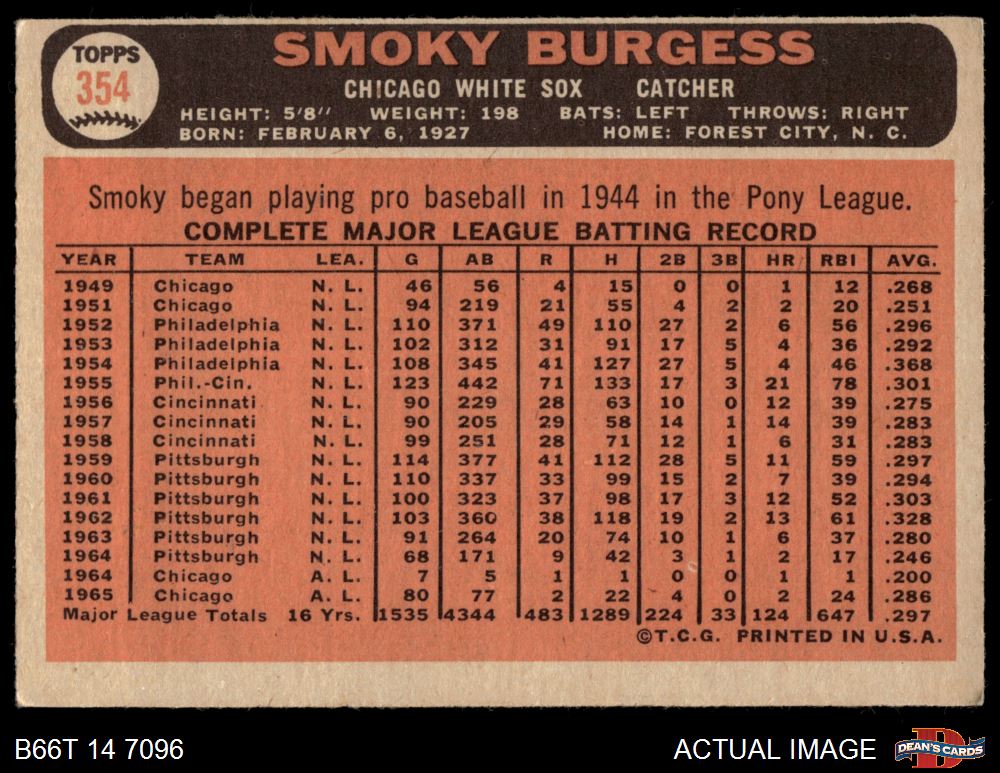 TOPPS
354
SMOKY BURGESS
CHICAGO WHITE SOX CATCHER
HEIGHT: 5'8'' WEIGHT: 198 BATS: LEFT THROWS: RIGHT
BORN: FEBRUARY 6, 1927 HOME: FOREST CITY, N. C.
Smoky began playing pro baseball in 1944 in the Pony League.
COMPLETE MAJOR LEAGUE BATTING RECORD
YEAR TEAM LEA. G AB R H 2B 3B HR RBI AVG.
1949 Chicago N. L. 46 56 4 15 0 0 1 12 .268
1951 Chicago N. L. 94 219 21 55 4 2 2 20 .251
1952 Philadelphia N. L. 110 371 49 110 27 2 6 56 .296
1953 Philadelphia N. L. 102 312 31 91 17 5 4 36 .292
1954 Philadelphia N. L. 108 345 41 127 27 5 4 46 .368
1955 Phil.-Cin. N. L. 123 442 71 133 17 3 21 78 .301
1956 Cincinnati N. L. 90 229 28 63 10 0 12 39 .275
1957 Cincinnati N. L. 90 205 29 58 14 1 14 39 .283
1958 Cincinnati N. L. 99 251 28 71 12 1 6 31 .283
1959 Pittsburgh N. L. 114 377 41 112 28 5 11 59 .297
1960 Pittsburgh N. L. 110 337 33 99 15 2 7 39 .294
1961 Pittsburgh N. L. 100 323 37 98 17 3 12 52 .303
1962 Pittsburgh N. L. 103 360 38 118 19 2 13 61 .328
1963 Pittsburgh N. L. 91 264 20 74 10 1 6 37 .280
1964 Pittsburgh N. L. 68 171 9 42 3 1 2 17 .246
1964 Chicago A. L. 7 5 1 1 0 0 1 1 .200
1965 Chicago A. L. 80 77 2 22 4 0 2 24 .286
Major League Totals 16 Yrs. 1535 4344 483 1289 224 33 124 647 .297
©T.C.G. PRINTED IN U.S.A.
B66T 14 7096 ACTUAL IMAGE
DEAN'S CARDS